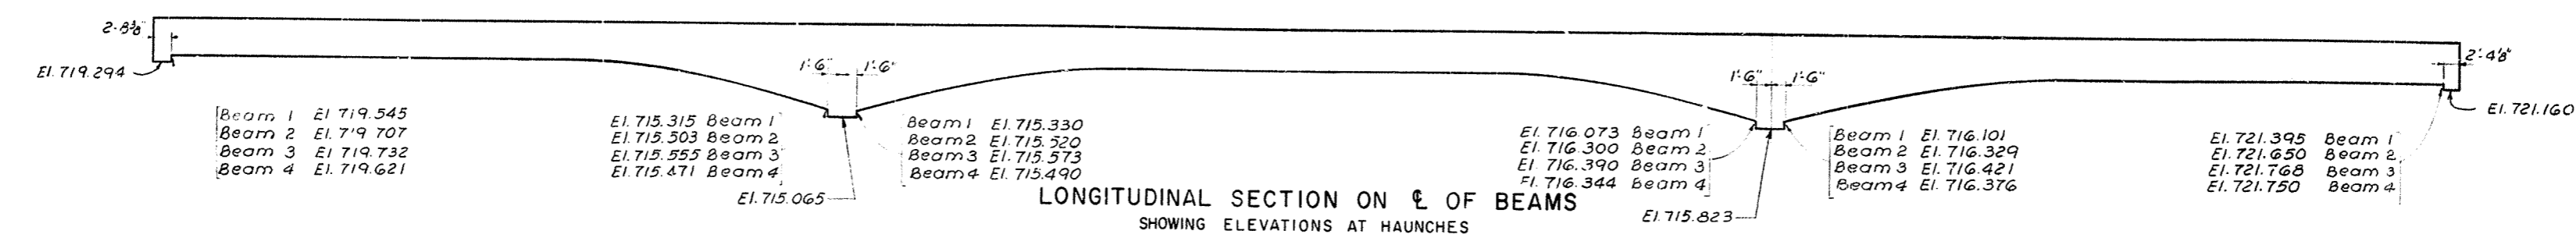 2'-8⅜"
El. 719.294
1'-6" 1'-6"
1'-6" 1'-6"
2'-4⅛"
El. 721.160
Beam 1 El 719.545
Beam 2 El. 719 707
Beam 3 El 719.732
Beam 4 El. 719.621
El. 715.315 Beam 1
El. 715.503 Beam 2
El. 715.555 Beam 3
El. 715.471 Beam 4
El. 715.065
Beam 1 El. 715.330
Beam 2 El. 715.520
Beam 3 El. 715.573
Beam 4 El. 715.490
El. 716.073 Beam 1
El. 716.300 Beam 2
El. 716.390 Beam 3
El. 716.344 Beam 4
El. 715.823
Beam 1 El. 716.101
Beam 2 El. 716.329
Beam 3 El. 716.421
Beam 4 El. 716.376
El. 721.395 Beam 1
El. 721.650 Beam 2
El. 721.768 Beam 3
El. 721.750 Beam 4
LONGITUDINAL SECTION ON ℄ OF BEAMS
SHOWING ELEVATIONS AT HAUNCHES